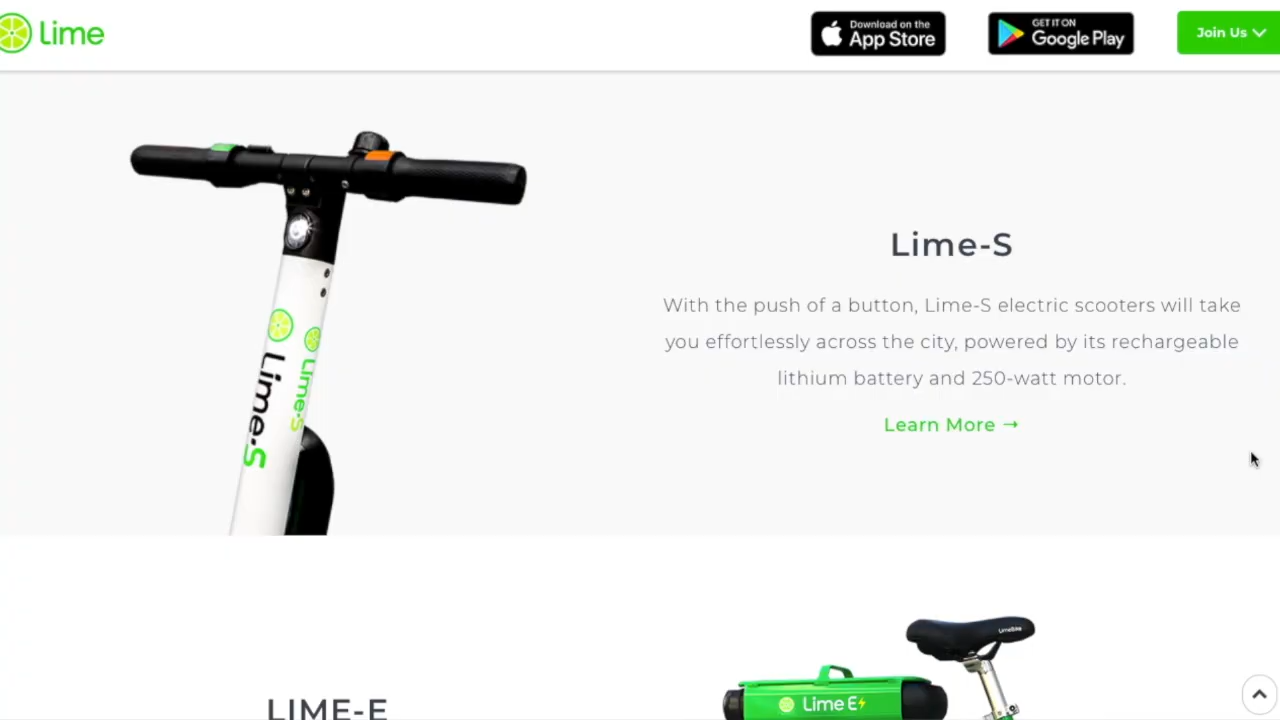 Lime
Download on the
App Store
GET IT ON
Google Play
Join Us
Lime-S
With the push of a button, Lime-S electric scooters will take
you effortlessly across the city, powered by its rechargeable
lithium battery and 250-watt motor.
Learn More →
Lime-S
Lime-S
LIME-E
Limebike
Lime E